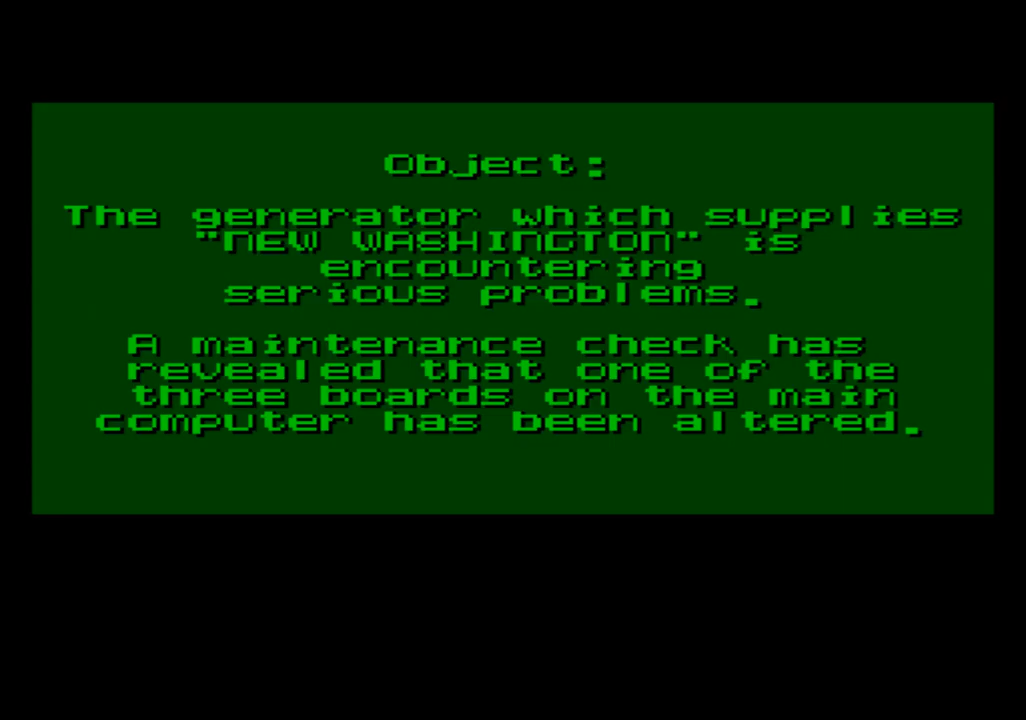 Object:
The generator which supplies
"NEW WASHINGTON" is
encountering
serious problems.
A maintenance check has
revealed that one of the
three boards on the main
computer has been altered.